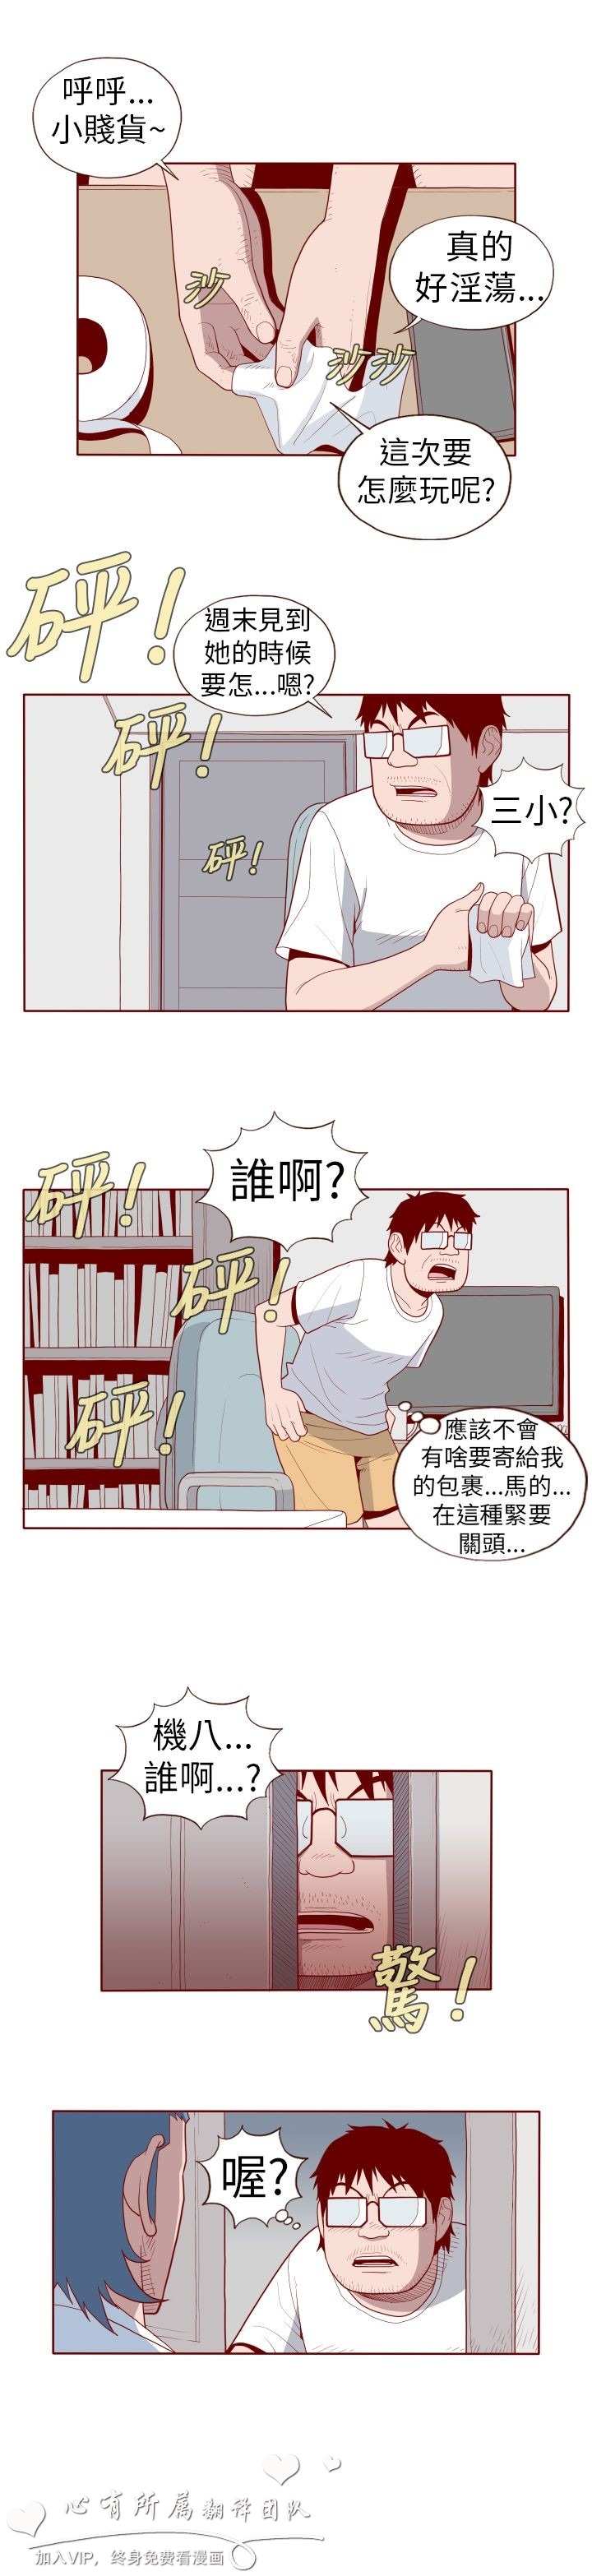 呼呼...
小賤貨~
真的
好淫蕩...
沙
沙沙
這次要
怎麼玩呢?
砰!
週末見到
她的時候
要怎...嗯?
砰!
三小?
砰!
誰啊?
砰!
砰!
砰!
應該不會
有啥要寄給我
的包裹...馬的...
在這種緊要
關頭...
機八...
誰啊...?
驚!
喔?
心有所属翻译团队
加入VIP，终身免费看漫画